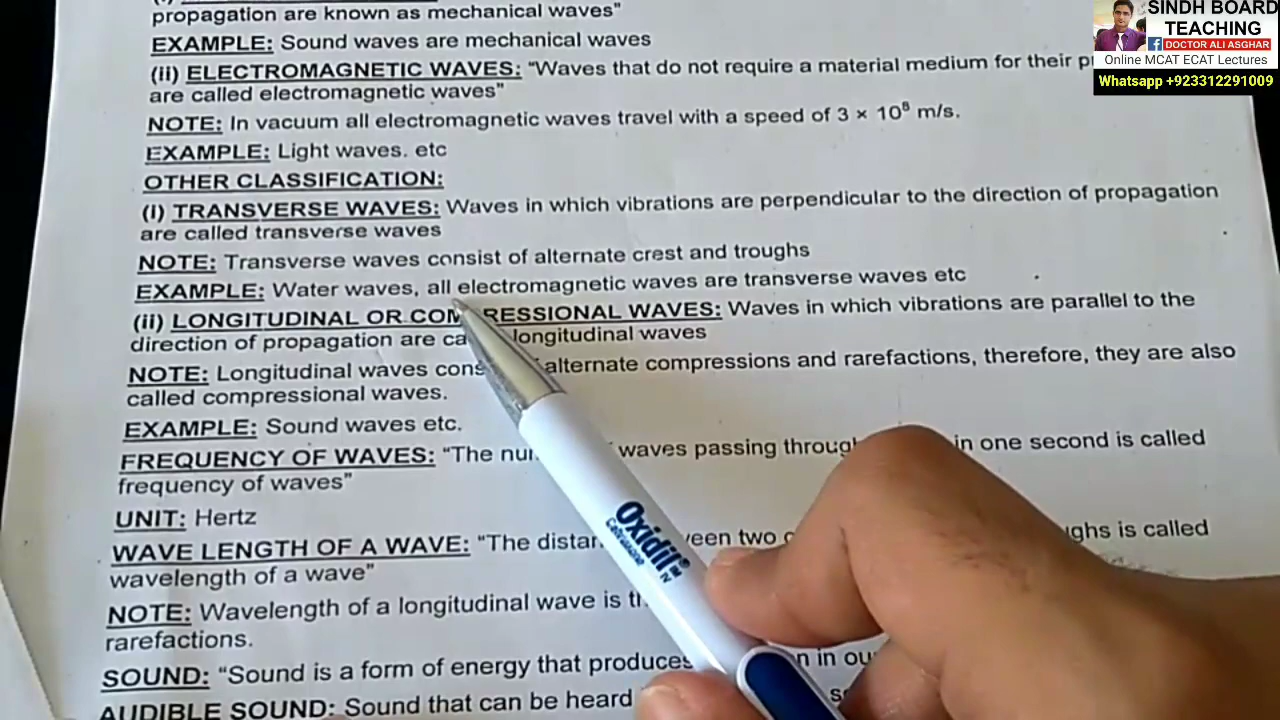 propagation are known as mechanical waves"
EXAMPLE: Sound waves are mechanical waves
(ii) ELECTROMAGNETIC WAVES: "Waves that do not require a material medium for their
are called electromagnetic waves"
NOTE: In vacuum all electromagnetic waves travel with a speed of 3 × 10⁸ m/s.
EXAMPLE: Light waves. etc
OTHER CLASSIFICATION:
(i) TRANSVERSE WAVES: Waves in which vibrations are perpendicular to the direction of propagation
are called transverse waves
NOTE: Transverse waves consist of alternate crest and troughs
EXAMPLE: Water waves, all electromagnetic waves are transverse waves etc
(ii) LONGITUDINAL OR COMPRESSIONAL WAVES: Waves in which vibrations are parallel to the
direction of propagation are longitudinal waves
NOTE: Longitudinal waves alternate compressions and rarefactions, therefore, they are also
called compressional waves.
EXAMPLE: Sound waves etc.
FREQUENCY OF WAVES: "The waves passing through in one second is called
frequency of waves"
UNIT: Hertz
WAVE LENGTH OF A WAVE: "The two is called
wavelength of a wave"
NOTE: Wavelength of a longitudinal wave is
rarefactions.
SOUND: "Sound is a form of energy that produces in
AUDIBLE SOUND: Sound that can be heard
Oxidil™®
Ceftriaxone
IV
SINDH BOARD
TEACHING
f DOCTOR ALI ASGHAR
Online MCAT ECAT Lectures
Whatsapp +923312291009